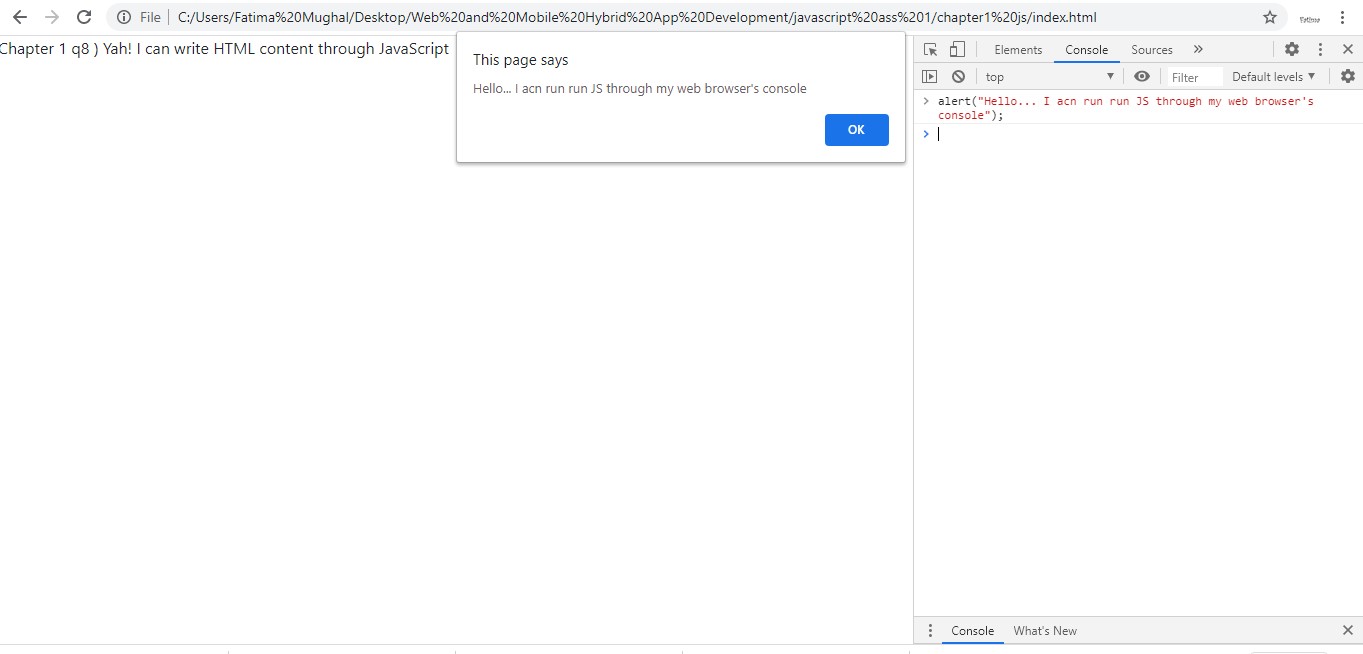 File
C:/Users/Fatima%20Mughal/Desktop/Web%20and%20Mobile%20Hybrid%20App%20Development/javascript%20ass%201/chapter1%20js/index.html
Fatima
Chapter 1 q8 ) Yah! I can write HTML content through JavaScript
This page says
Hello... I acn run run JS through my web browser's console
OK
Elements Console Sources
top Filter Default levels
alert("Hello... I acn run run JS through my web browser's
console");
Console What's New